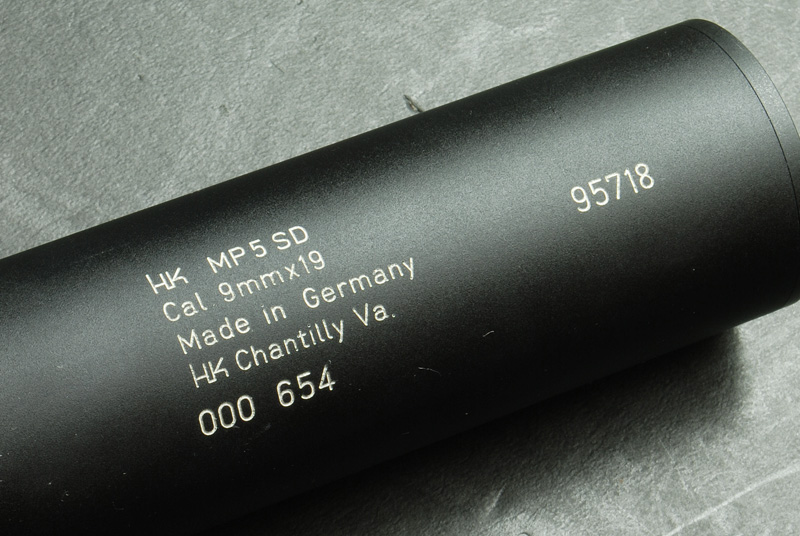 HK MP5 SD
Cal 9mmx19
Made in Germany
HK Chantilly Va.
000 654
95718